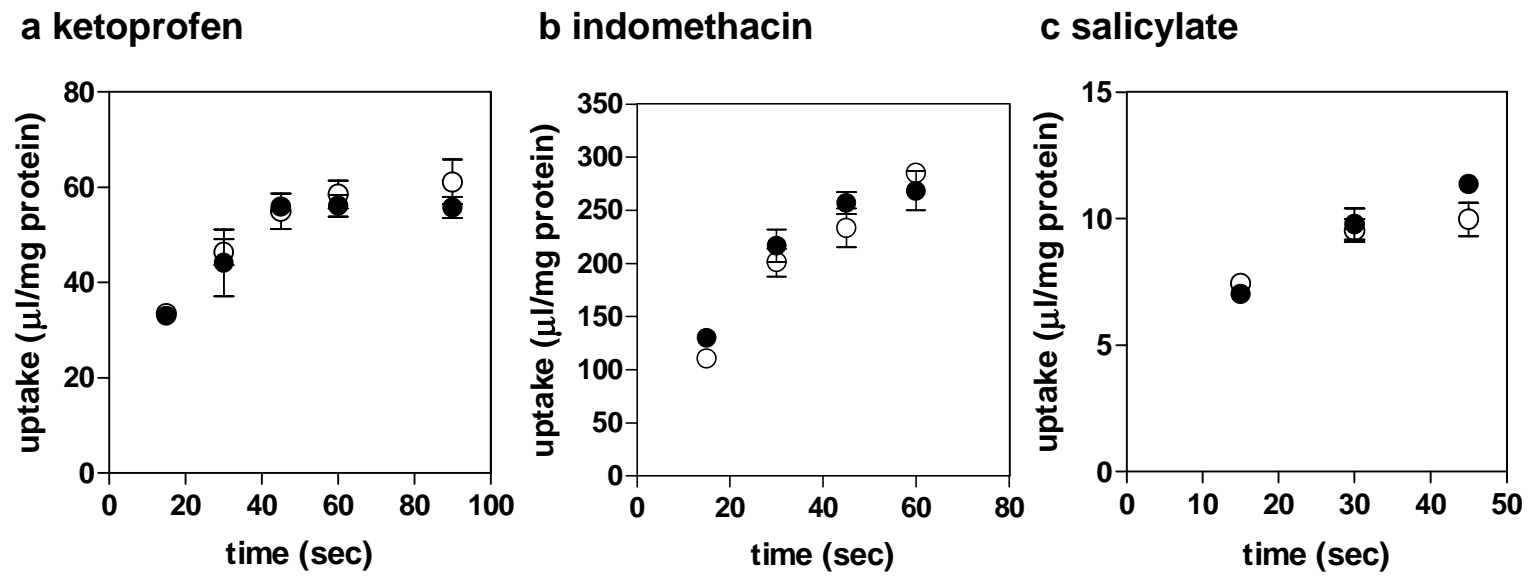 a ketoprofen
b indomethacin
c salicylate
uptake (μl/mg protein)
80
60
40
20
0
0 20 40 60 80 100
time (sec)
uptake (μl/mg protein)
350
300
250
200
150
100
50
0
0 20 40 60 80
time (sec)
uptake (μl/mg protein)
15
10
5
0
0 10 20 30 40 50
time (sec)